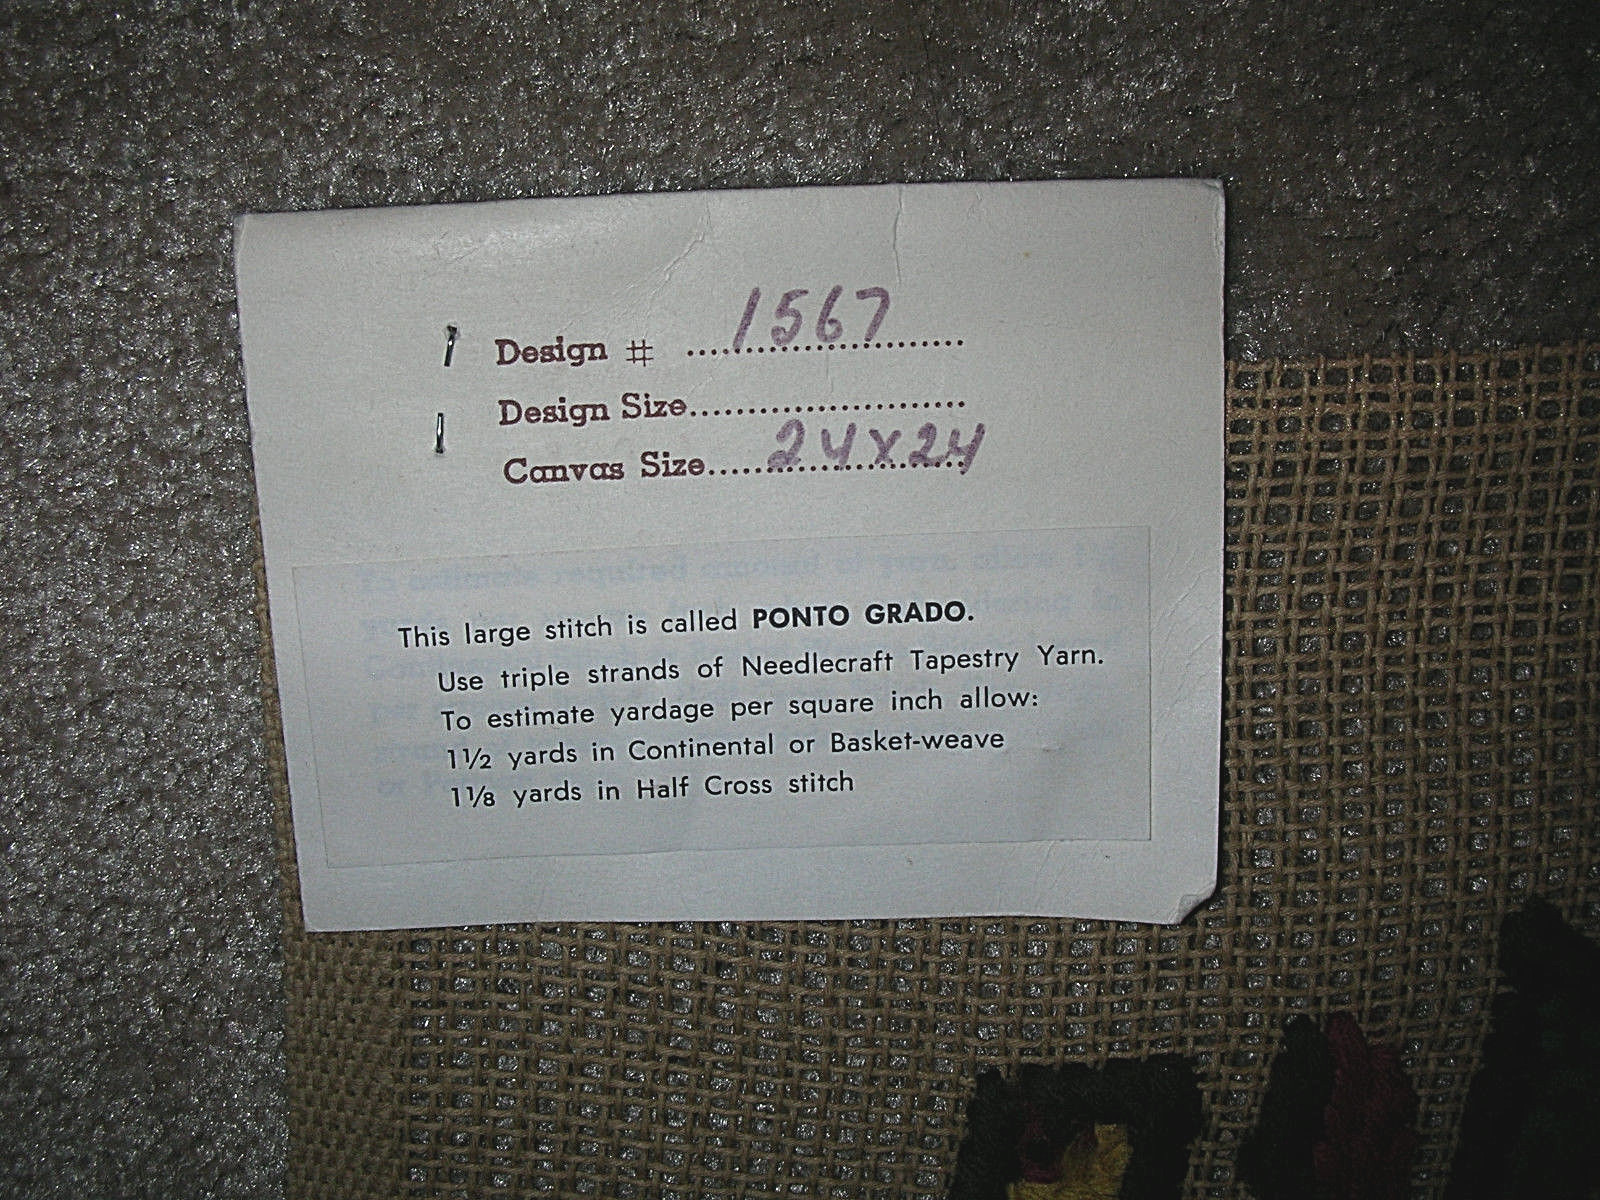 Design # ....1567........
Design Size........................
Canvas Size.....24x24
This large stitch is called PONTO GRADO.
Use triple strands of Needlecraft Tapestry Yarn.
To estimate yardage per square inch allow:
1½ yards in Continental or Basket-weave
1⅛ yards in Half Cross stitch